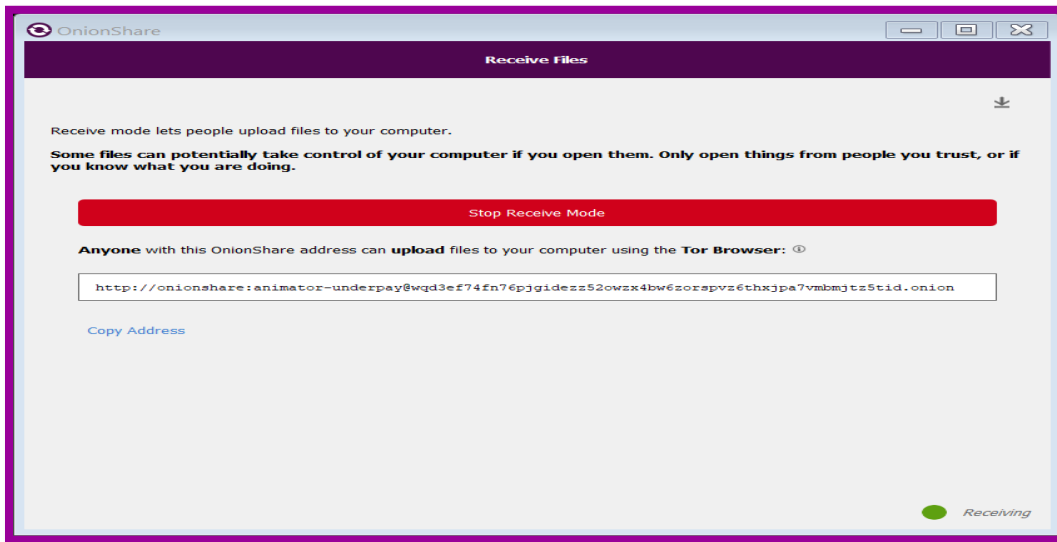 OnionShare
Receive Files
Receive mode lets people upload files to your computer.
Some files can potentially take control of your computer if you open them. Only open things from people you trust, or if
you know what you are doing.
Stop Receive Mode
Anyone with this OnionShare address can upload files to your computer using the Tor Browser:
http://onionshare:animator-underpay@wqd3ef74fn76pjgidezz52owzx4bw6zorspvz6thxjpa7vmbmjtz5tid.onion
Copy Address
Receiving